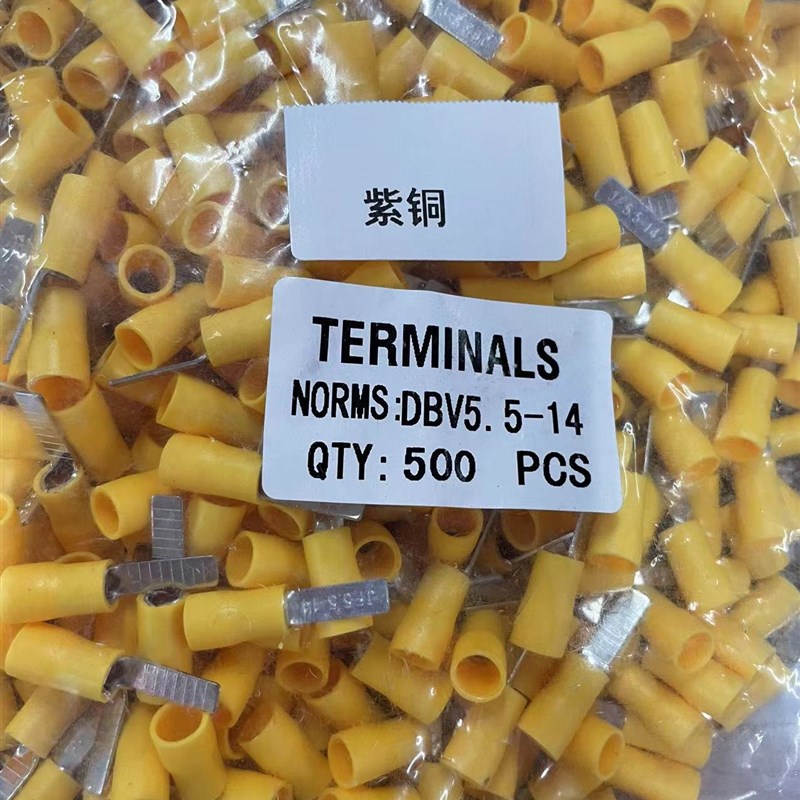 紫铜
TERMINALS
NORMS:DBV5.5-14
QTY: 500 PCS